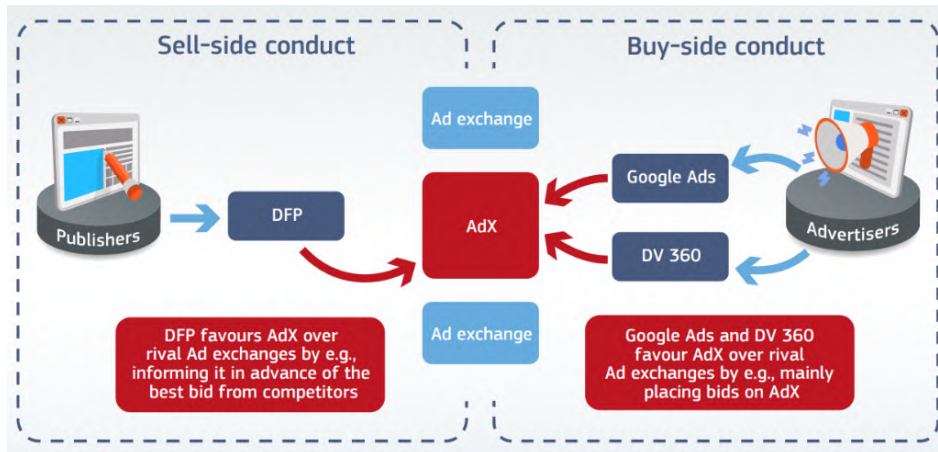 Sell-side conduct
Buy-side conduct
Ad exchange
Publishers
DFP
AdX
Google Ads
DV 360
Advertisers
Ad exchange
DFP favours AdX over
rival Ad exchanges by e.g.,
informing it in advance of the
best bid from competitors
Google Ads and DV 360
favour AdX over rival
Ad exchanges by e.g., mainly
placing bids on AdX